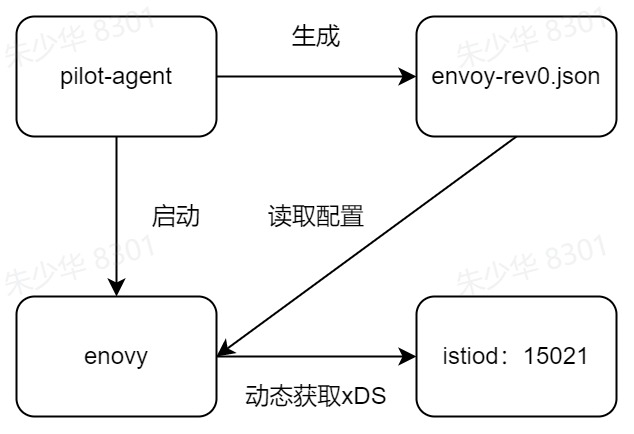 朱少华 8301
朱少华 8301
生成
pilot-agent
envoy-rev0.json
启动
读取配置
朱少华 8301
朱少华 8301
enovy
istiod：15021
动态获取xDS